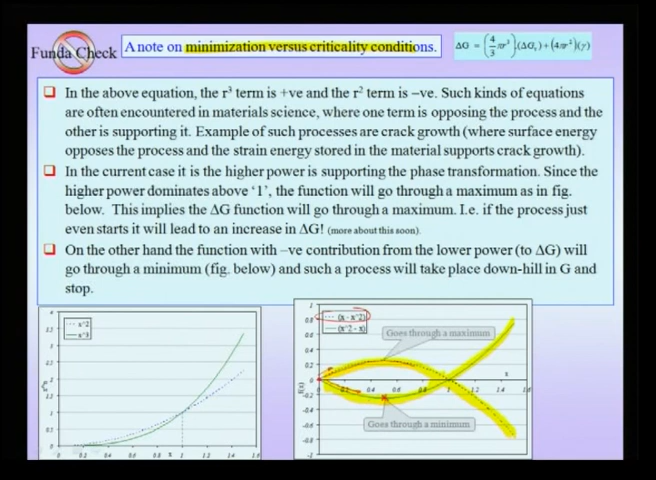 Funda Check
A note on minimization versus criticality conditions.
ΔG = (4/3 πr³).(ΔGᵥ)+(4πr²)(γ)
In the above equation, the r³ term is +ve and the r² term is –ve. Such kinds of equations
are often encountered in materials science, where one term is opposing the process and the
other is supporting it. Example of such processes are crack growth (where surface energy
opposes the process and the strain energy stored in the material supports crack growth).
In the current case it is the higher power is supporting the phase transformation. Since the
higher power dominates above ‘1’, the function will go through a maximum as in fig.
below. This implies the ΔG function will go through a maximum. I.e. if the process just
even starts it will lead to an increase in ΔG! (more about this soon).
On the other hand the function with –ve contribution from the lower power (to ΔG) will
go through a minimum (fig. below) and such a process will take place down-hill in G and
stop.
x^2
x^3
(x - x^2)
(x^2 - x)
Goes through a maximum
Goes through a minimum
f(x)
x